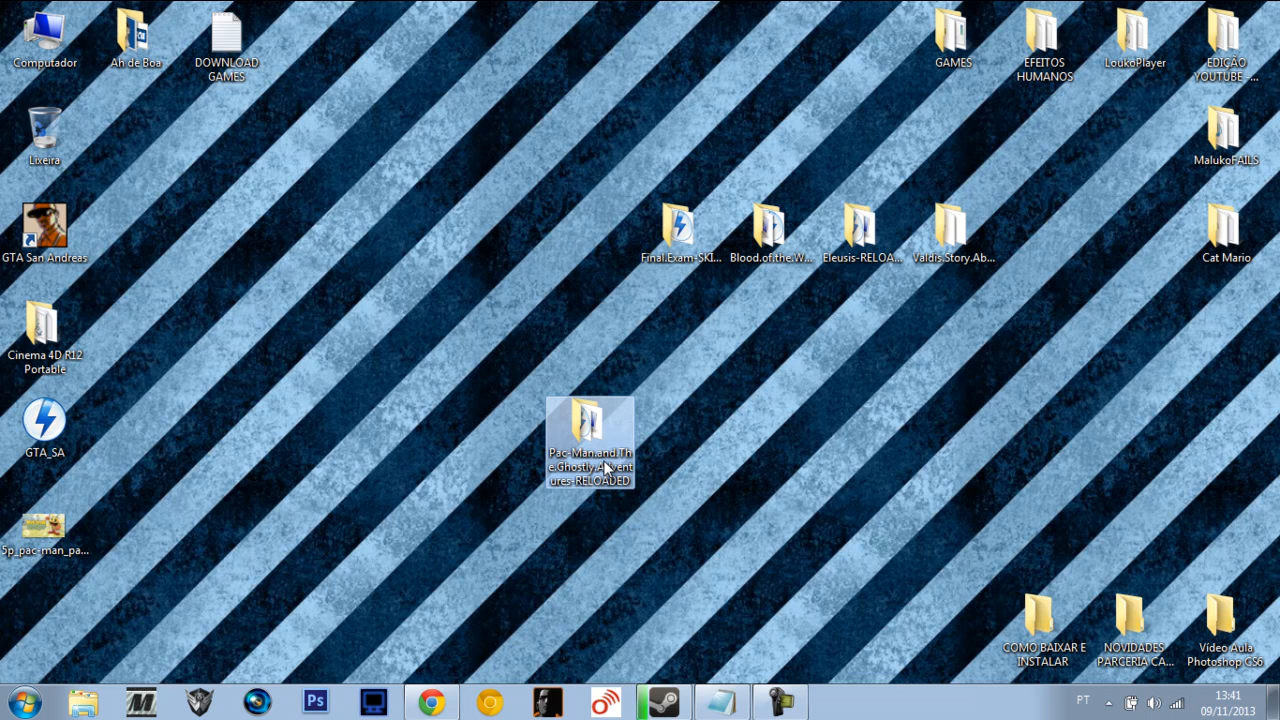 Computador
Ah de Boa
DOWNLOAD
GAMES
GAMES
EFEITOS
HUMANOS
LoukoPlayer
EDIÇÃO
YOUTUBE -...
Lixeira
MalukoFAILS
GTA San Andreas
Final.Exam-SKI...
Blood.of.the.W...
Eleusis-RELOA...
Valdis.Story.Ab...
Cat Mario
Cinema 4D R12
Portable
GTA_SA
Pac-Man.and.Th
e.Ghostly.Advent
ures-RELOADED
5p_pac-man_pa...
COMO BAIXAR E
INSTALAR
NOVIDADES
PARCERIA CA...
Vídeo Aula
Photoshop CS6
M
Ps
PT
13:41
09/11/2013